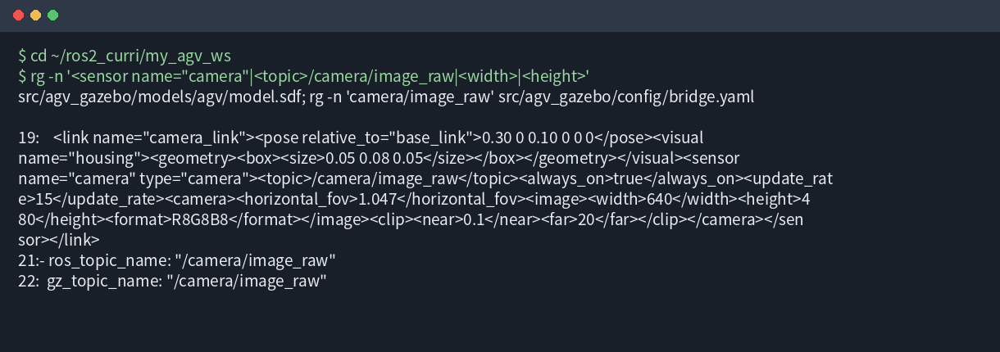 $ cd ~/ros2_curri/my_agv_ws
$ rg -n '<sensor name="camera"|<topic>/camera/image_raw|<width>|<height>'
src/agv_gazebo/models/agv/model.sdf; rg -n 'camera/image_raw' src/agv_gazebo/config/bridge.yaml
19:    <link name="camera_link"><pose relative_to="base_link">0.30 0 0.10 0 0 0</pose><visual
name="housing"><geometry><box><size>0.05 0.08 0.05</size></box></geometry></visual><sensor
name="camera" type="camera"><topic>/camera/image_raw</topic><always_on>true</always_on><update_rat
e>15</update_rate><camera><horizontal_fov>1.047</horizontal_fov><image><width>640</width><height>4
80</height><format>R8G8B8</format></image><clip><near>0.1</near><far>20</far></clip></camera></sen
sor></link>
21:- ros_topic_name: "/camera/image_raw"
22:  gz_topic_name: "/camera/image_raw"